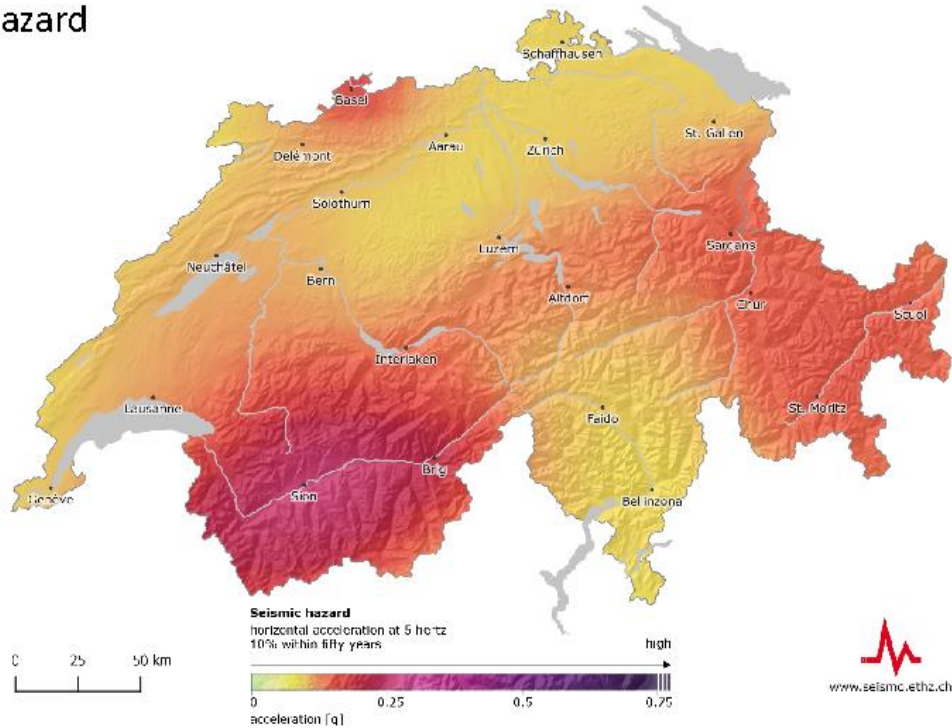 azard
Schaffhausen
Basel
St. Gallen
Aarau
Zürich
Delémont
Solothurn
Luzern
Sargans
Neuchâtel
Bern
Altdorf
Chur
Scuol
Interlaken
Lausanne
Faido
St. Moritz
Brig
Sion
Genève
Bellinzona
Seismic hazard
horizontal acceleration at 5 hertz
10% within fifty years
high
0 25 50 km
0 0.25 0.5 0.75
acceleration [g]
www.seismo.ethz.ch